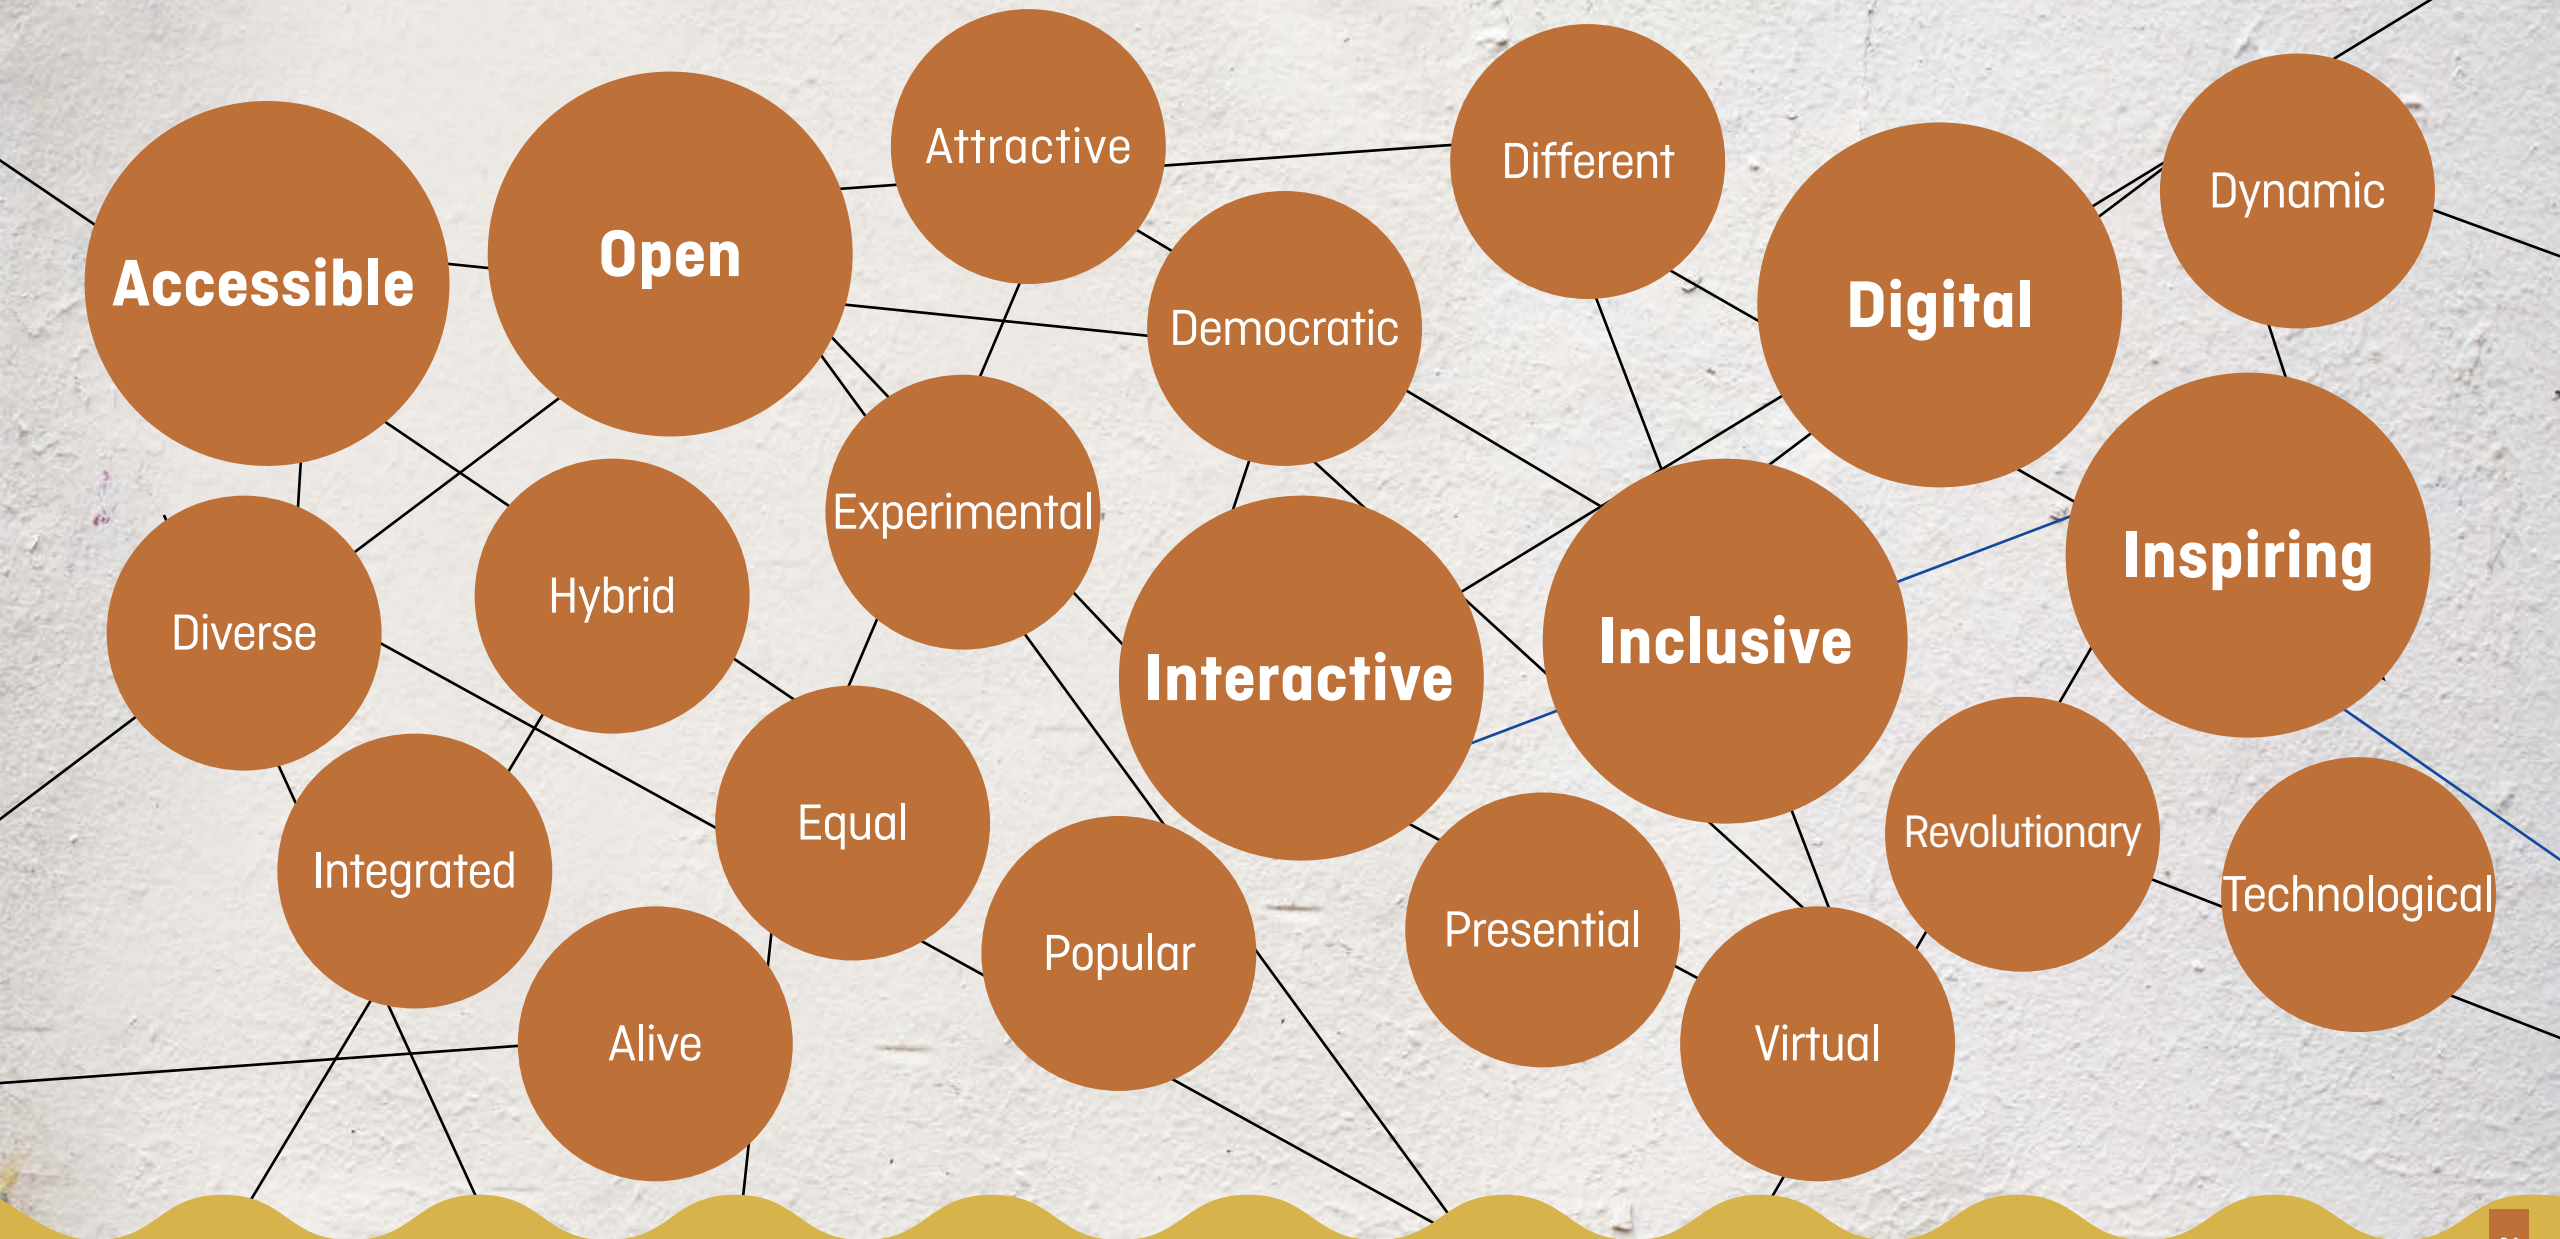 Attractive
Different
Dynamic
Open
Accessible
Digital
Democratic
Experimental
Inspiring
Hybrid
Diverse
Inclusive
Interactive
Equal
Revolutionary
Integrated
Technological
Presential
Popular
Alive
Virtual